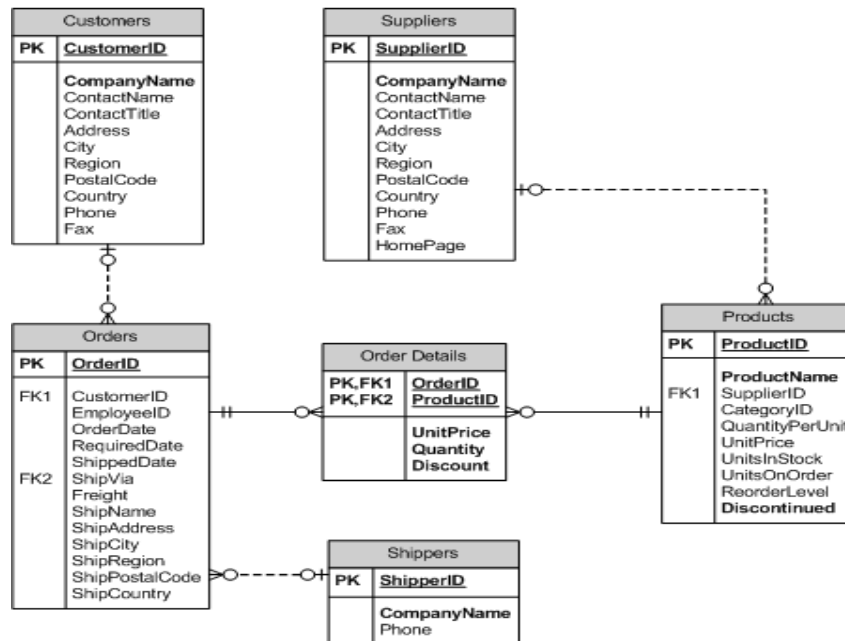 Customers
PK CustomerID
CompanyName
ContactName
ContactTitle
Address
City
Region
PostalCode
Country
Phone
Fax
Suppliers
PK SupplierID
CompanyName
ContactName
ContactTitle
Address
City
Region
PostalCode
Country
Phone
Fax
HomePage
Orders
PK OrderID
FK1 CustomerID
EmployeeID
OrderDate
RequiredDate
ShippedDate
FK2 ShipVia
Freight
ShipName
ShipAddress
ShipCity
ShipRegion
ShipPostalCode
ShipCountry
Order Details
PK,FK1 OrderID
PK,FK2 ProductID
UnitPrice
Quantity
Discount
Products
PK ProductID
ProductName
FK1 SupplierID
CategoryID
QuantityPerUnit
UnitPrice
UnitsInStock
UnitsOnOrder
ReorderLevel
Discontinued
Shippers
PK ShipperID
CompanyName
Phone